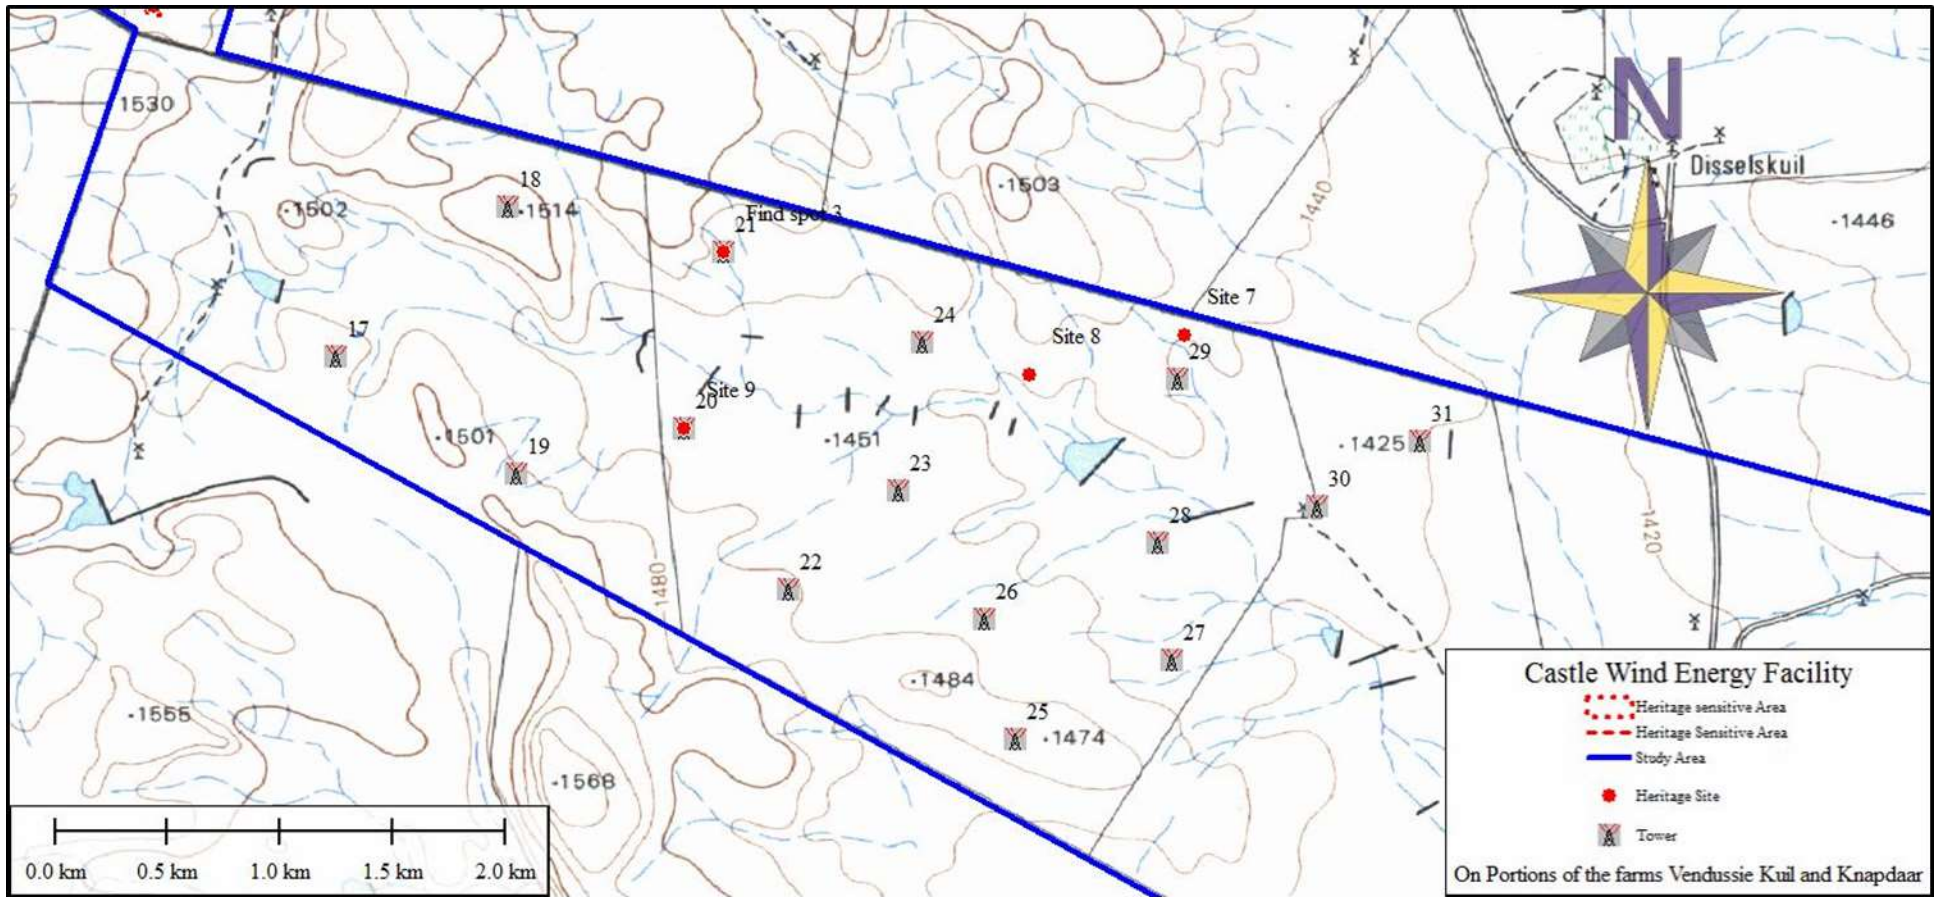 N
1530
Disselskuil
18
1503
1440
1502
1514
Find spot 3
1446
21
Site 7
24
17
Site 8
29
Site 9
20
31
1501
1451
1425
19
23
30
28
1420
22
1480
26
27
Castle Wind Energy Facility
1484
Heritage sensitive Area
25
1555
Heritage Sensitive Area
1474
Study Area
1568
Heritage Site
Tower
0.0 km 0.5 km 1.0 km 1.5 km 2.0 km
On Portions of the farms Vendussie Kuil and Knapdaar